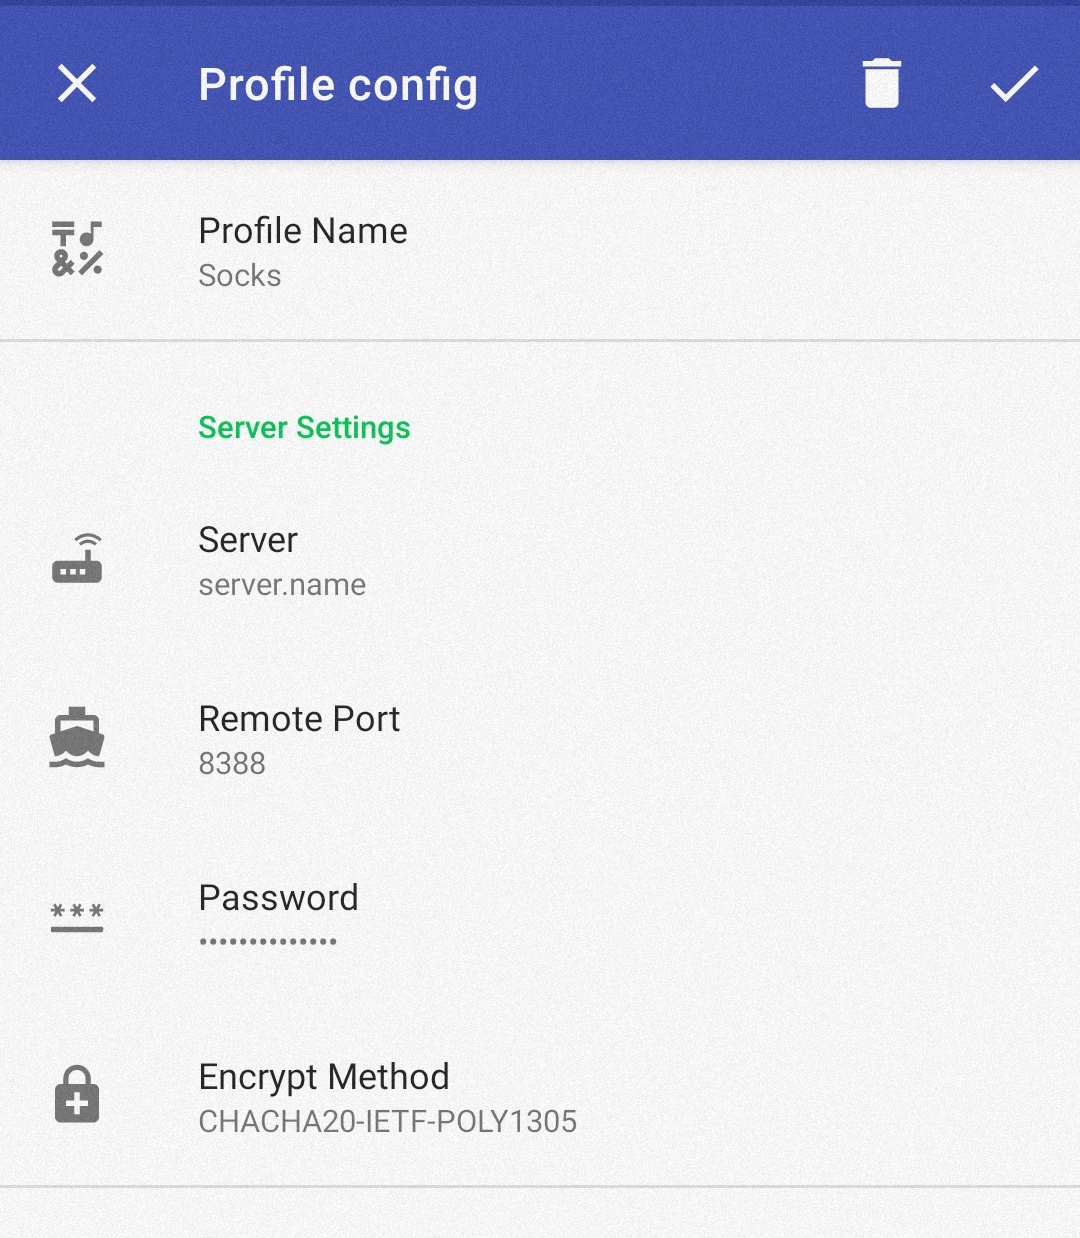 Profile config
Profile Name
Socks
Server Settings
Server
server.name
Remote Port
8388
Password
••••••••••••••
Encrypt Method
CHACHA20-IETF-POLY1305